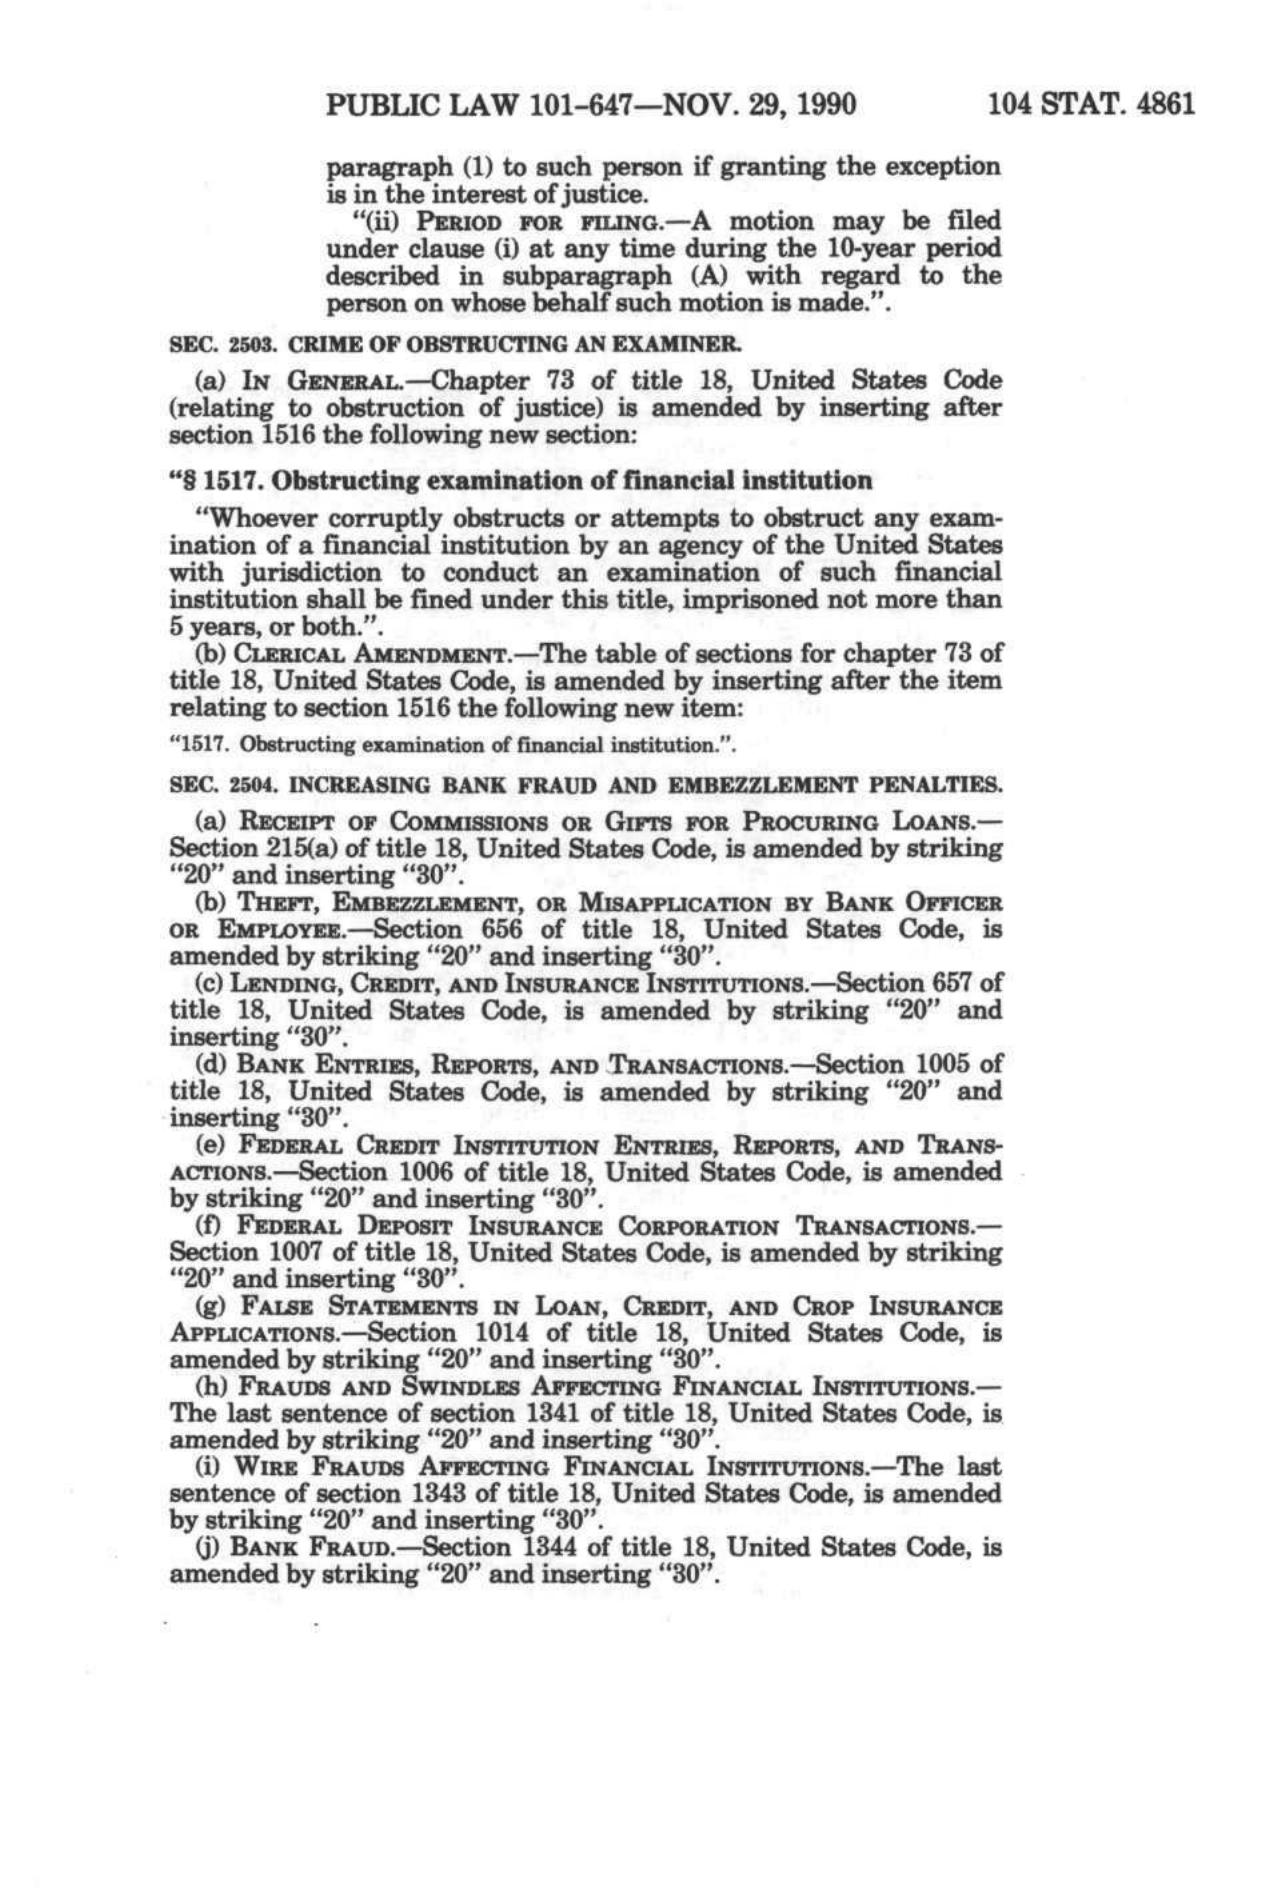 PUBLIC LAW 101–647—NOV. 29, 1990 104 STAT. 4861
paragraph (1) to such person if granting the exception
is in the interest of justice.
“(ii) PERIOD FOR FILING.—A motion may be filed
under clause (i) at any time during the 10-year period
described in subparagraph (A) with regard to the
person on whose behalf such motion is made.”.
SEC. 2503. CRIME OF OBSTRUCTING AN EXAMINER.
(a) IN GENERAL.—Chapter 73 of title 18, United States Code
(relating to obstruction of justice) is amended by inserting after
section 1516 the following new section:
“§ 1517. Obstructing examination of financial institution
“Whoever corruptly obstructs or attempts to obstruct any exam-
ination of a financial institution by an agency of the United States
with jurisdiction to conduct an examination of such financial
institution shall be fined under this title, imprisoned not more than
5 years, or both.”.
(b) CLERICAL AMENDMENT.—The table of sections for chapter 73 of
title 18, United States Code, is amended by inserting after the item
relating to section 1516 the following new item:
“1517. Obstructing examination of financial institution.”.
SEC. 2504. INCREASING BANK FRAUD AND EMBEZZLEMENT PENALTIES.
(a) RECEIPT OF COMMISSIONS OR GIFTS FOR PROCURING LOANS.—
Section 215(a) of title 18, United States Code, is amended by striking
“20” and inserting “30”.
(b) THEFT, EMBEZZLEMENT, OR MISAPPLICATION BY BANK OFFICER
OR EMPLOYEE.—Section 656 of title 18, United States Code, is
amended by striking “20” and inserting “30”.
(c) LENDING, CREDIT, AND INSURANCE INSTITUTIONS.—Section 657 of
title 18, United States Code, is amended by striking “20” and
inserting “30”.
(d) BANK ENTRIES, REPORTS, AND TRANSACTIONS.—Section 1005 of
title 18, United States Code, is amended by striking “20” and
inserting “30”.
(e) FEDERAL CREDIT INSTITUTION ENTRIES, REPORTS, AND TRANS-
ACTIONS.—Section 1006 of title 18, United States Code, is amended
by striking “20” and inserting “30”.
(f) FEDERAL DEPOSIT INSURANCE CORPORATION TRANSACTIONS.—
Section 1007 of title 18, United States Code, is amended by striking
“20” and inserting “30”.
(g) FALSE STATEMENTS IN LOAN, CREDIT, AND CROP INSURANCE
APPLICATIONS.—Section 1014 of title 18, United States Code, is
amended by striking “20” and inserting “30”.
(h) FRAUDS AND SWINDLES AFFECTING FINANCIAL INSTITUTIONS.—
The last sentence of section 1341 of title 18, United States Code, is
amended by striking “20” and inserting “30”.
(i) WIRE FRAUDS AFFECTING FINANCIAL INSTITUTIONS.—The last
sentence of section 1343 of title 18, United States Code, is amended
by striking “20” and inserting “30”.
(j) BANK FRAUD.—Section 1344 of title 18, United States Code, is
amended by striking “20” and inserting “30”.